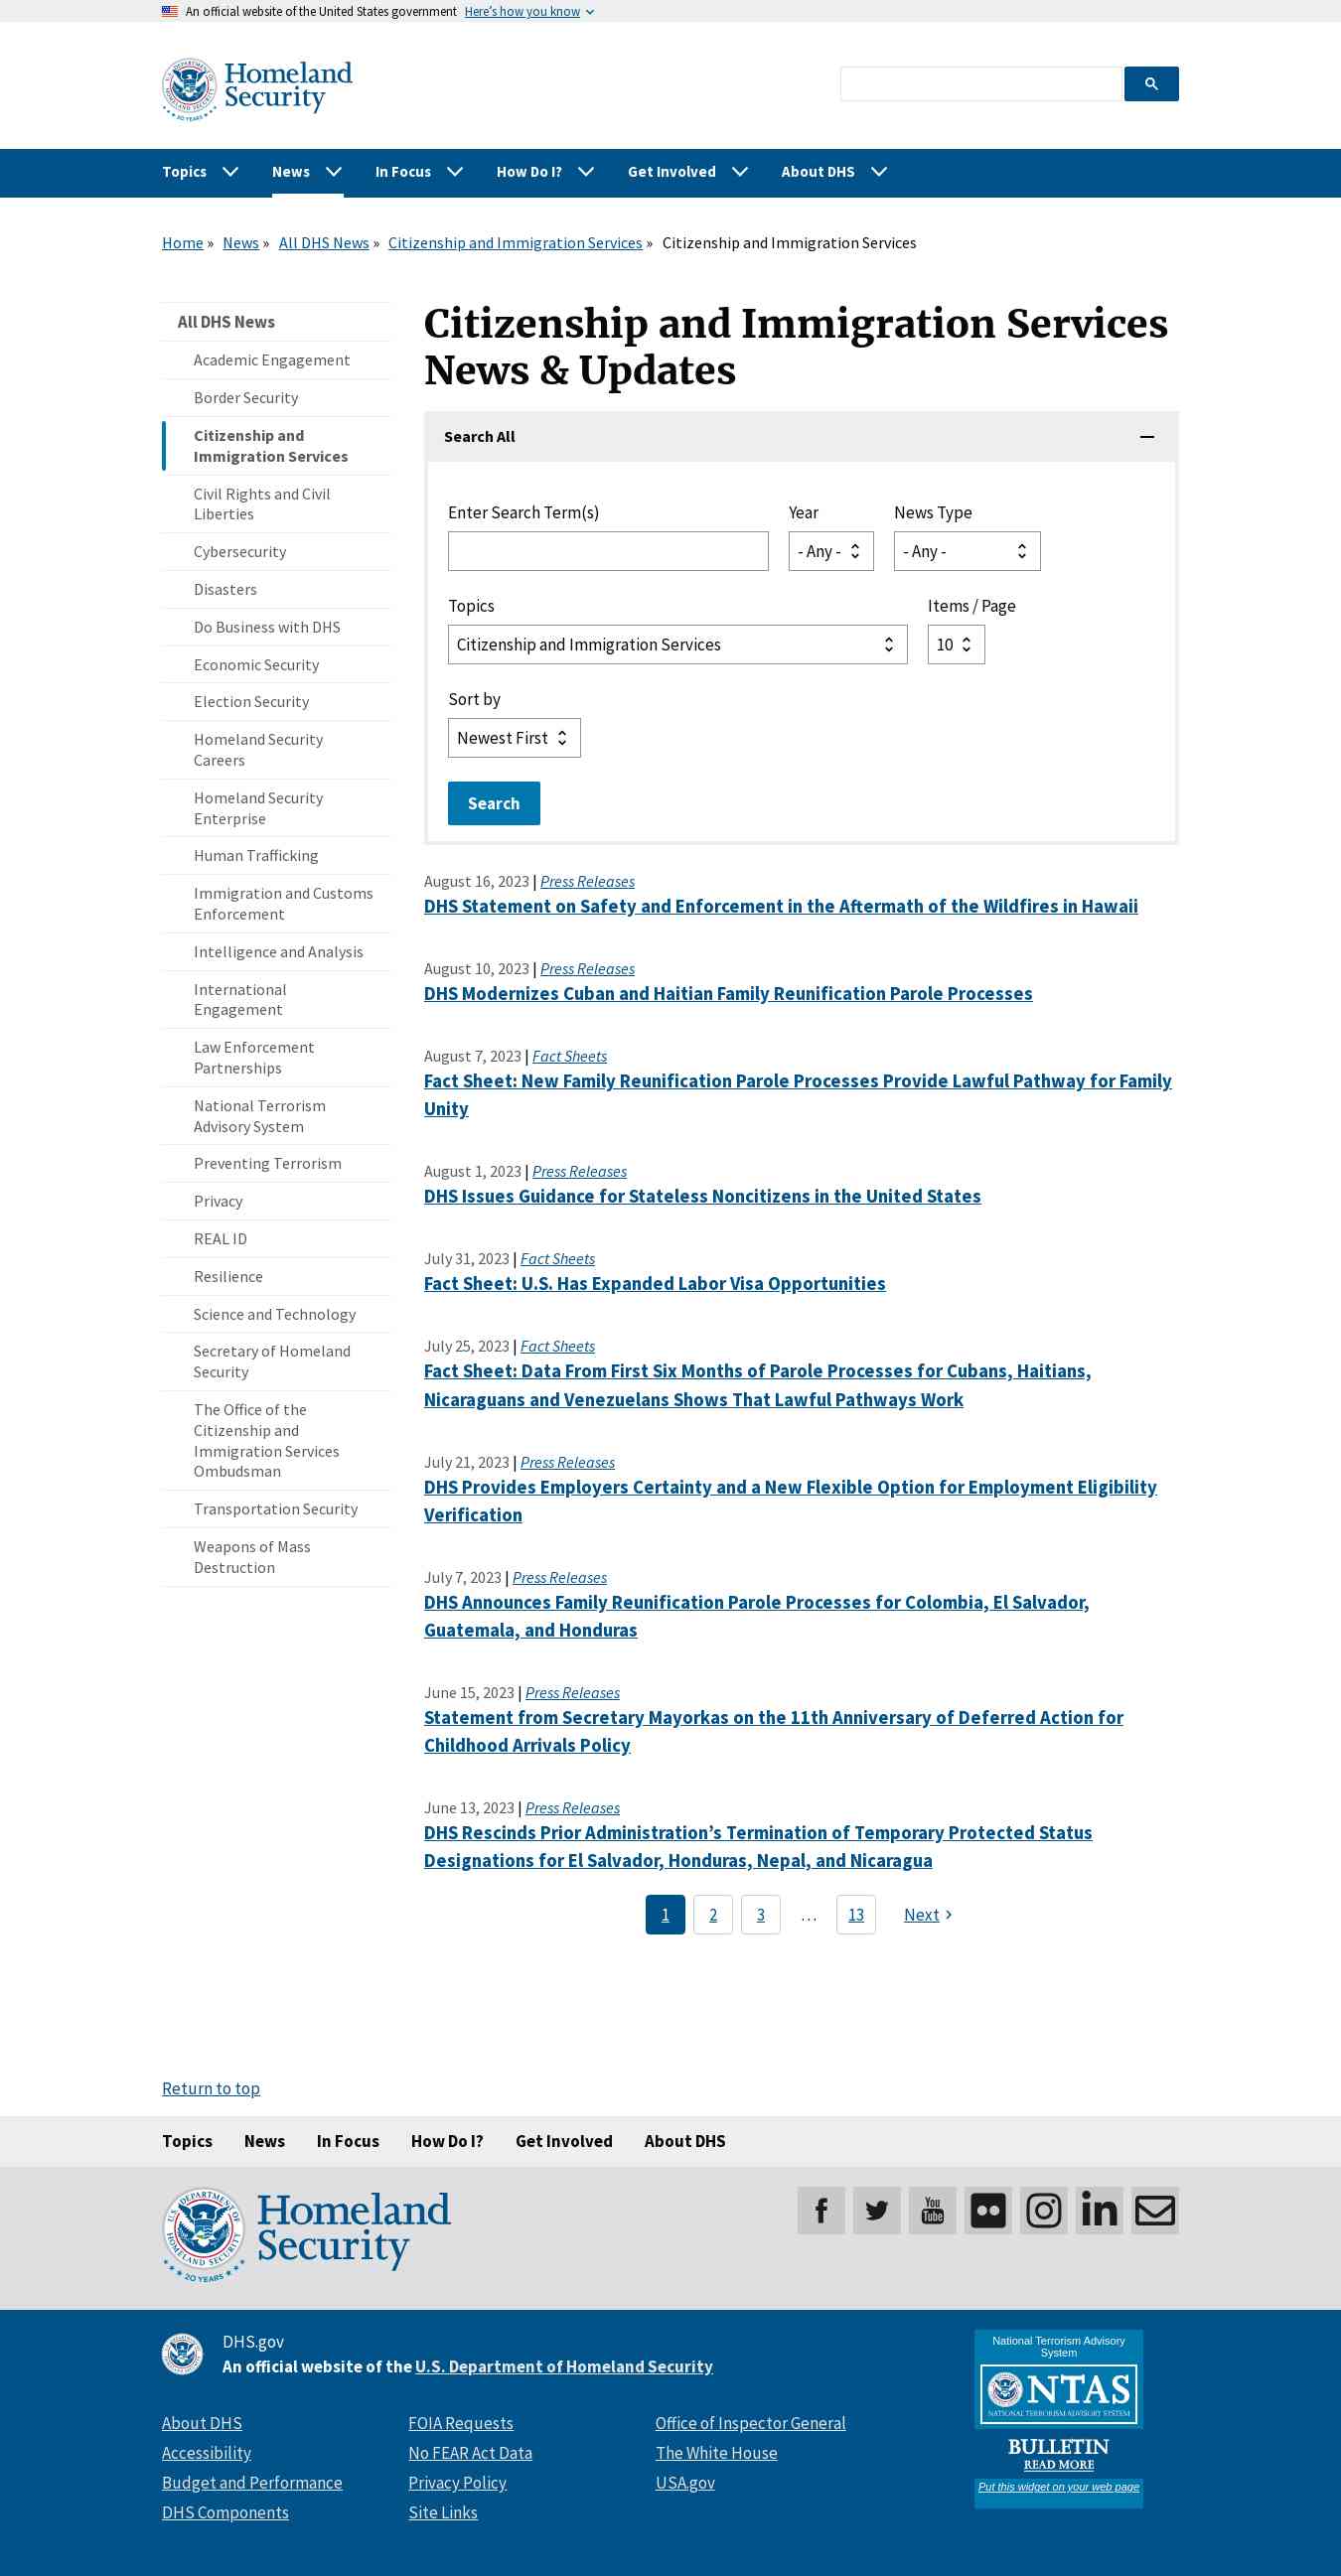 An official website of the United States government Here's how you know
U.S. DEPARTMENT OF
HOMELAND SECURITY
20 YEARS
Homeland
Security
Topics News In Focus How Do I? Get Involved About DHS
Home » News » All DHS News » Citizenship and Immigration Services » Citizenship and Immigration Services
All DHS News
Academic Engagement
Border Security
Citizenship and
Immigration Services
Civil Rights and Civil
Liberties
Cybersecurity
Disasters
Do Business with DHS
Economic Security
Election Security
Homeland Security
Careers
Homeland Security
Enterprise
Human Trafficking
Immigration and Customs
Enforcement
Intelligence and Analysis
International
Engagement
Law Enforcement
Partnerships
National Terrorism
Advisory System
Preventing Terrorism
Privacy
REAL ID
Resilience
Science and Technology
Secretary of Homeland
Security
The Office of the
Citizenship and
Immigration Services
Ombudsman
Transportation Security
Weapons of Mass
Destruction
Citizenship and Immigration Services
News & Updates
Search All
Enter Search Term(s) Year News Type
- Any - - Any -
Topics Items / Page
Citizenship and Immigration Services 10
Sort by
Newest First
Search
August 16, 2023 | Press Releases
DHS Statement on Safety and Enforcement in the Aftermath of the Wildfires in Hawaii
August 10, 2023 | Press Releases
DHS Modernizes Cuban and Haitian Family Reunification Parole Processes
August 7, 2023 | Fact Sheets
Fact Sheet: New Family Reunification Parole Processes Provide Lawful Pathway for Family
Unity
August 1, 2023 | Press Releases
DHS Issues Guidance for Stateless Noncitizens in the United States
July 31, 2023 | Fact Sheets
Fact Sheet: U.S. Has Expanded Labor Visa Opportunities
July 25, 2023 | Fact Sheets
Fact Sheet: Data From First Six Months of Parole Processes for Cubans, Haitians,
Nicaraguans and Venezuelans Shows That Lawful Pathways Work
July 21, 2023 | Press Releases
DHS Provides Employers Certainty and a New Flexible Option for Employment Eligibility
Verification
July 7, 2023 | Press Releases
DHS Announces Family Reunification Parole Processes for Colombia, El Salvador,
Guatemala, and Honduras
June 15, 2023 | Press Releases
Statement from Secretary Mayorkas on the 11th Anniversary of Deferred Action for
Childhood Arrivals Policy
June 13, 2023 | Press Releases
DHS Rescinds Prior Administration’s Termination of Temporary Protected Status
Designations for El Salvador, Honduras, Nepal, and Nicaragua
1 2 3 … 13 Next
Return to top
Topics News In Focus How Do I? Get Involved About DHS
U.S. DEPARTMENT OF
HOMELAND SECURITY
20 YEARS
Homeland
Security
You
Tube
in
DHS.gov
An official website of the U.S. Department of Homeland Security
About DHS
Accessibility
Budget and Performance
DHS Components
FOIA Requests
No FEAR Act Data
Privacy Policy
Site Links
Office of Inspector General
The White House
USA.gov
National Terrorism Advisory
System
NTAS
NATIONAL TERRORISM ADVISORY SYSTEM
BULLETIN
READ MORE
Put this widget on your web page